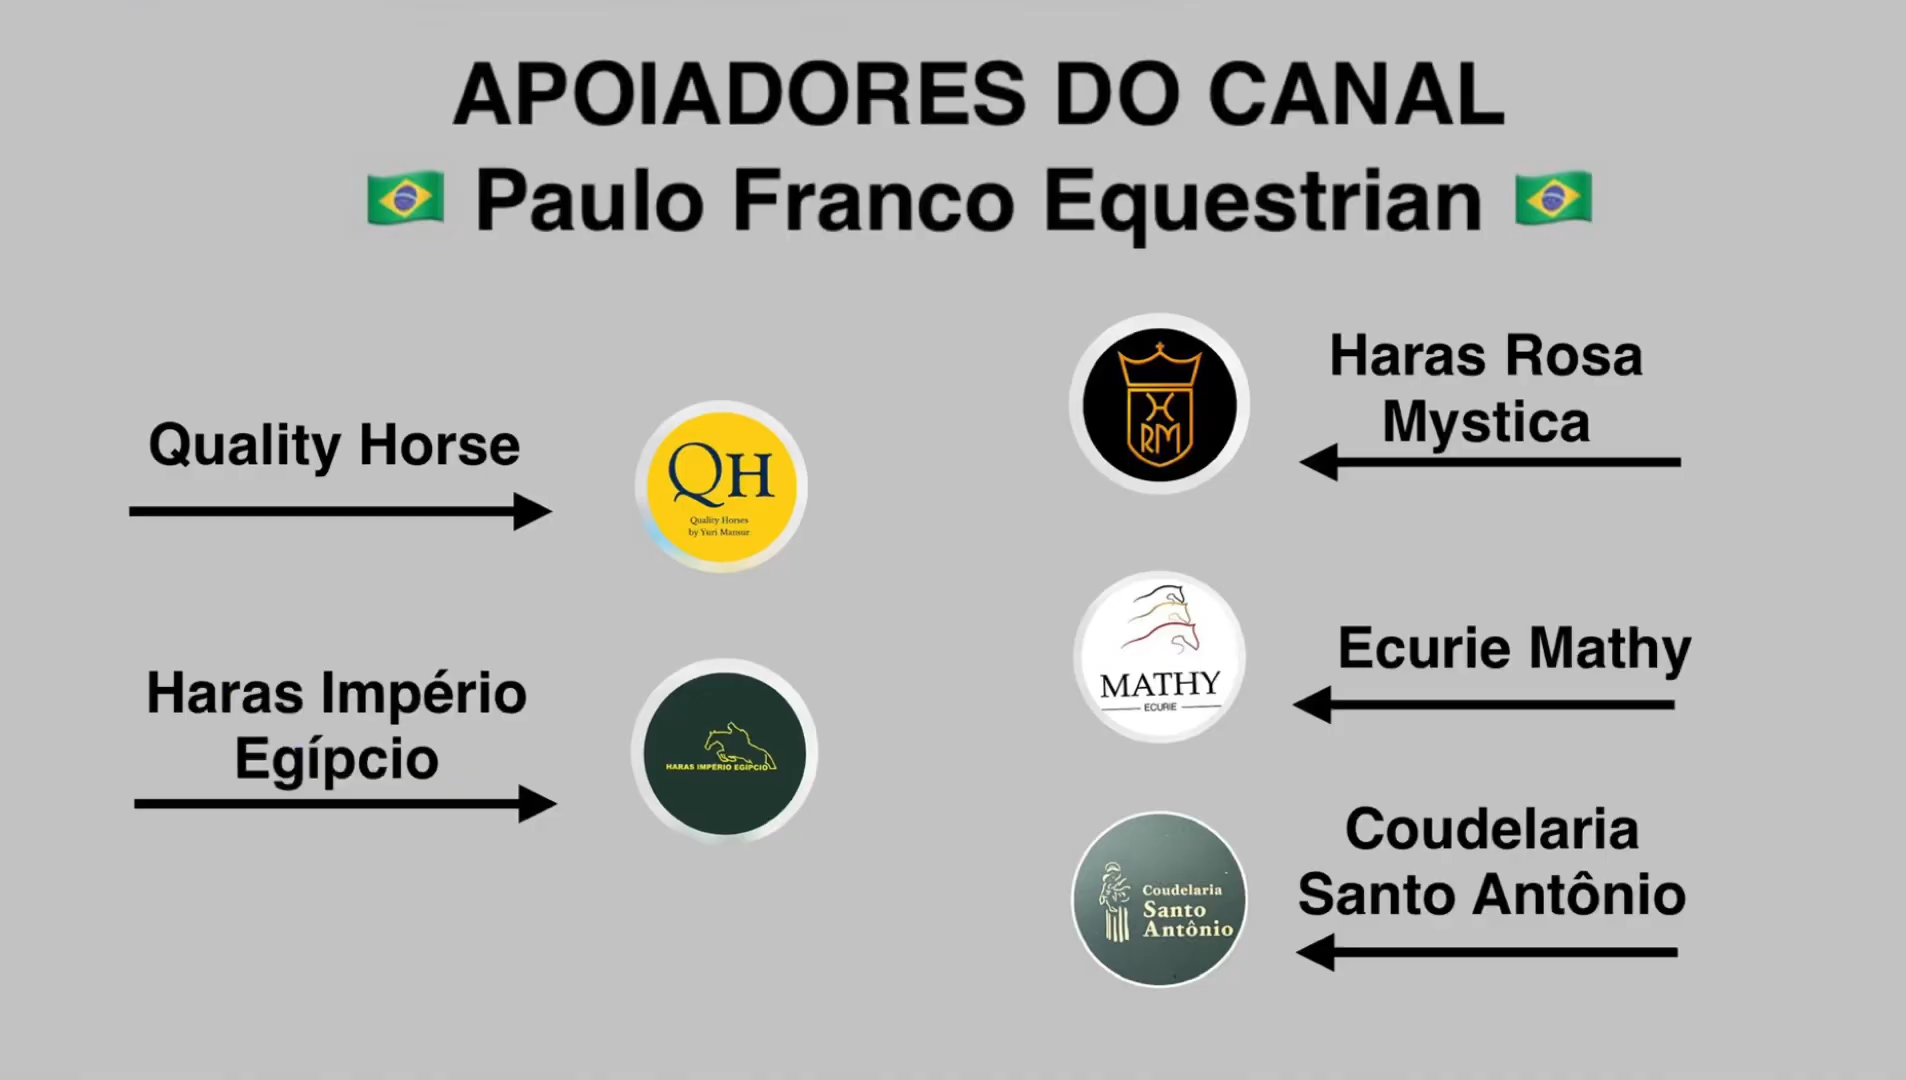 APOIADORES DO CANAL
🇧🇷 Paulo Franco Equestrian 🇧🇷
Quality Horse
QH
Quality Horses
by Yuri Mansur
Haras Império
Egípcio
HARAS IMPÉRIO EGÍPCIO
H
RM
Haras Rosa
Mystica
MATHY
ECURIE
Ecurie Mathy
Coudelaria
Santo
Antônio
Coudelaria
Santo Antônio